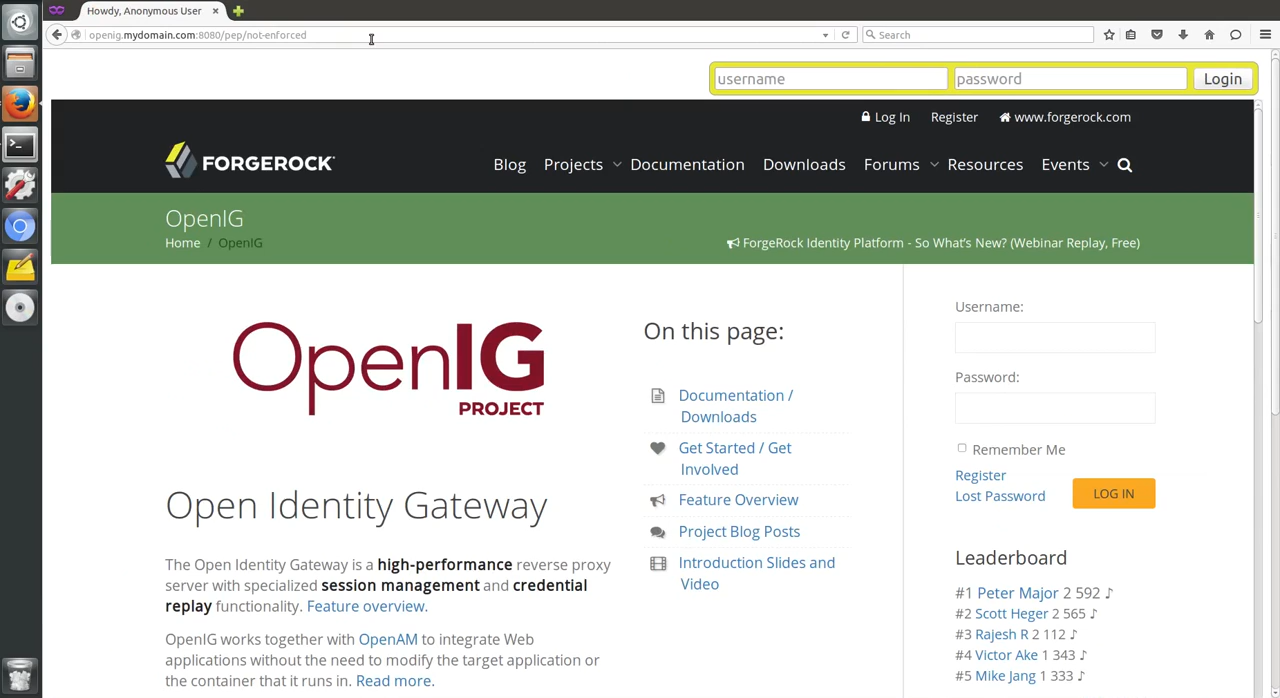 Howdy, Anonymous User
openig.mydomain.com:8080/pep/not-enforced
Search
username
password
Login
Log In
Register
www.forgerock.com
FORGEROCK
Blog
Projects
Documentation
Downloads
Forums
Resources
Events
OpenIG
Home / OpenIG
ForgeRock Identity Platform - So What's New? (Webinar Replay, Free)
OpenIG
PROJECT
Open Identity Gateway
The Open Identity Gateway is a high-performance reverse proxy
server with specialized session management and credential
replay functionality. Feature overview.
OpenIG works together with OpenAM to integrate Web
applications without the need to modify the target application or
the container that it runs in. Read more.
On this page:
Documentation /
Downloads
Get Started / Get
Involved
Feature Overview
Project Blog Posts
Introduction Slides and
Video
Username:
Password:
Remember Me
Register
Lost Password
LOG IN
Leaderboard
#1 Peter Major 2 592 ♪
#2 Scott Heger 2 565 ♪
#3 Rajesh R 2 112 ♪
#4 Victor Ake 1 343 ♪
#5 Mike Jang 1 333 ♪